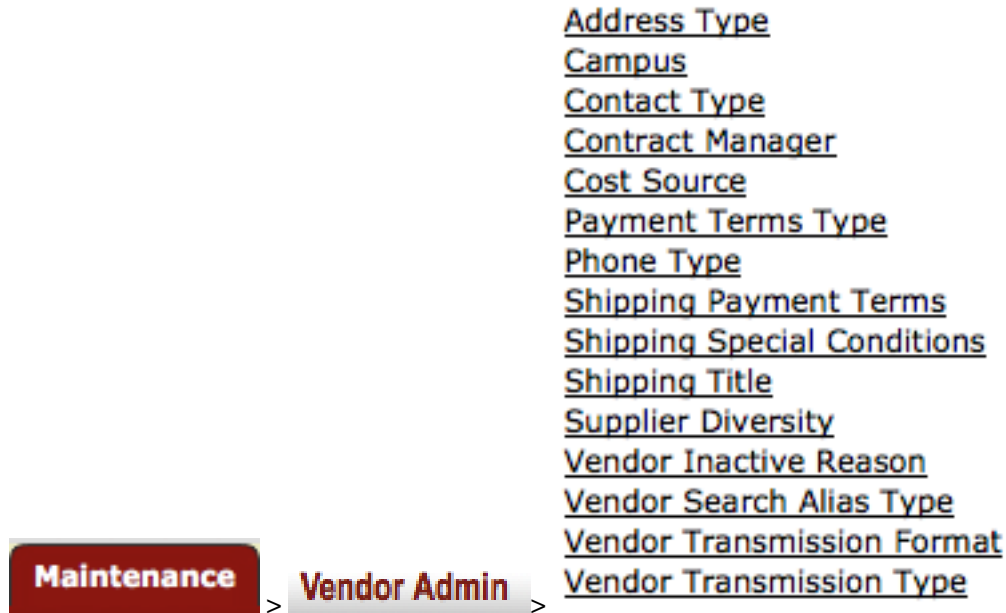 Address Type
Campus
Contact Type
Contract Manager
Cost Source
Payment Terms Type
Phone Type
Shipping Payment Terms
Shipping Special Conditions
Shipping Title
Supplier Diversity
Vendor Inactive Reason
Vendor Search Alias Type
Vendor Transmission Format
Maintenance > Vendor Admin > Vendor Transmission Type